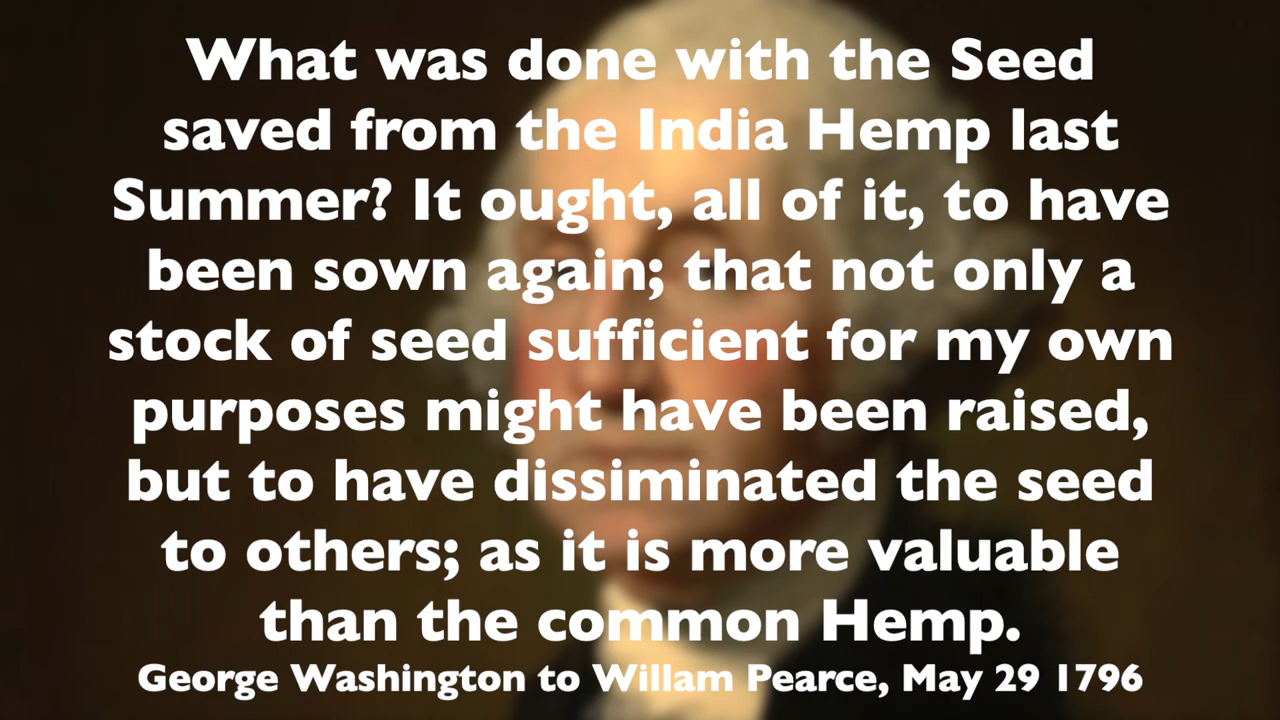 What was done with the Seed
saved from the India Hemp last
Summer? It ought, all of it, to have
been sown again; that not only a
stock of seed sufficient for my own
purposes might have been raised,
but to have dissiminated the seed
to others; as it is more valuable
than the common Hemp.
George Washington to Willam Pearce, May 29 1796